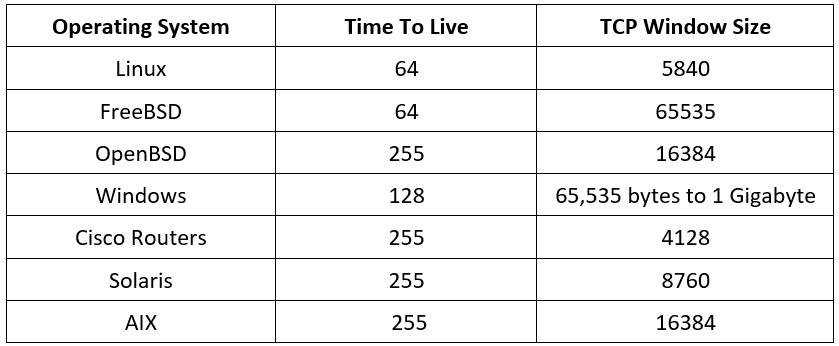 Operating System Time To Live TCP Window Size
Linux 64 5840
FreeBSD 64 65535
OpenBSD 255 16384
Windows 128 65,535 bytes to 1 Gigabyte
Cisco Routers 255 4128
Solaris 255 8760
AIX 255 16384